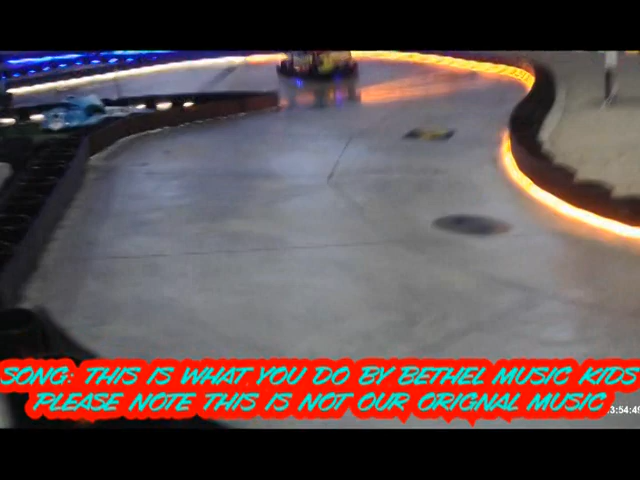 SONG: THIS IS WHAT YOU DO BY BETHEL MUSIC KIDS
PLEASE NOTE THIS IS NOT OUR ORIGNAL MUSIC
3:54:49